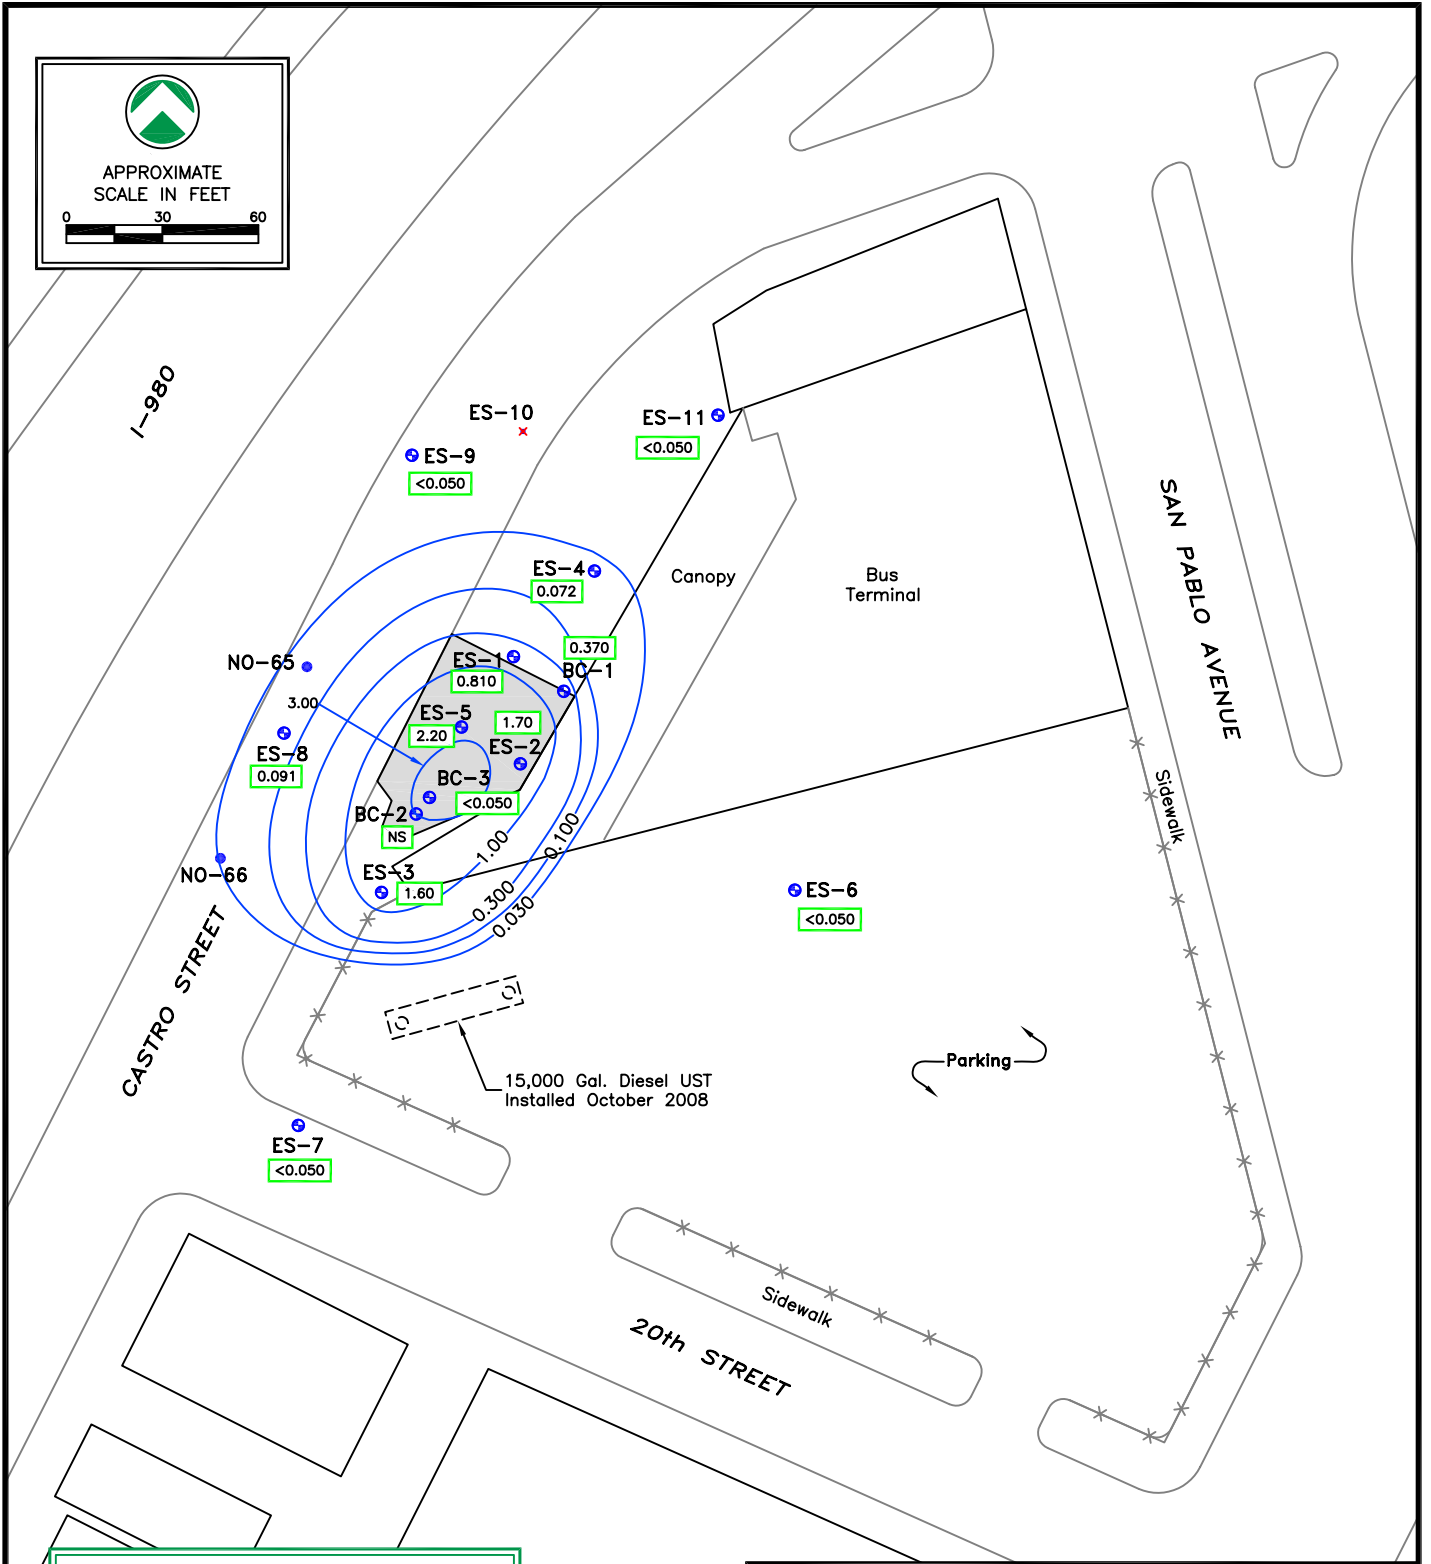 APPROXIMATE
SCALE IN FEET
0 30 60
I-980
ES-10
ES-11
<0.050
ES-9
<0.050
SAN PABLO AVENUE
ES-4
0.072
Canopy
Bus
Terminal
0.370
BC-1
NO-65
ES-1
0.810
3.00
ES-5
2.20
1.70
ES-2
ES-8
0.091
BC-3
<0.050
BC-2
NS
Sidewalk
1.00
0.100
NO-66
ES-3
1.60
0.300
0.030
ES-6
<0.050
CASTRO STREET
15,000 Gal. Diesel UST
Installed October 2008
Parking
ES-7
<0.050
Sidewalk
20th STREET